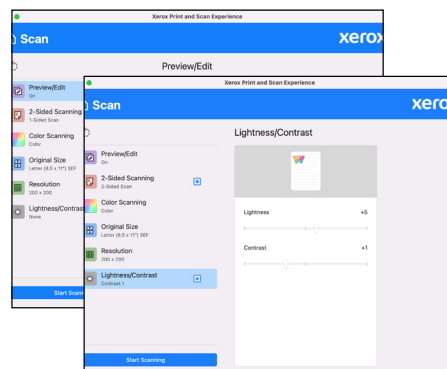 Xerox Print and Scan Experience
Scan
xerox
Preview/Edit
Preview/Edit
On
2-Sided Scanning
1-Sided Scan
Color Scanning
Color
Original Size
Letter (8.5 x 11") SEF
Resolution
200 x 200
Lightness/Contras
None
Start Scann
Xerox Print and Scan Experience
Scan
xero
Lightness/Contrast
Preview/Edit
On
2-Sided Scanning
2-Sided Scan
Color Scanning
Color
Original Size
Letter (8.5 x 11") SEF
Resolution
200 x 200
Lightness/Contrast
Contrast 1
Start Scanning
Lightness +5
Contrast +1